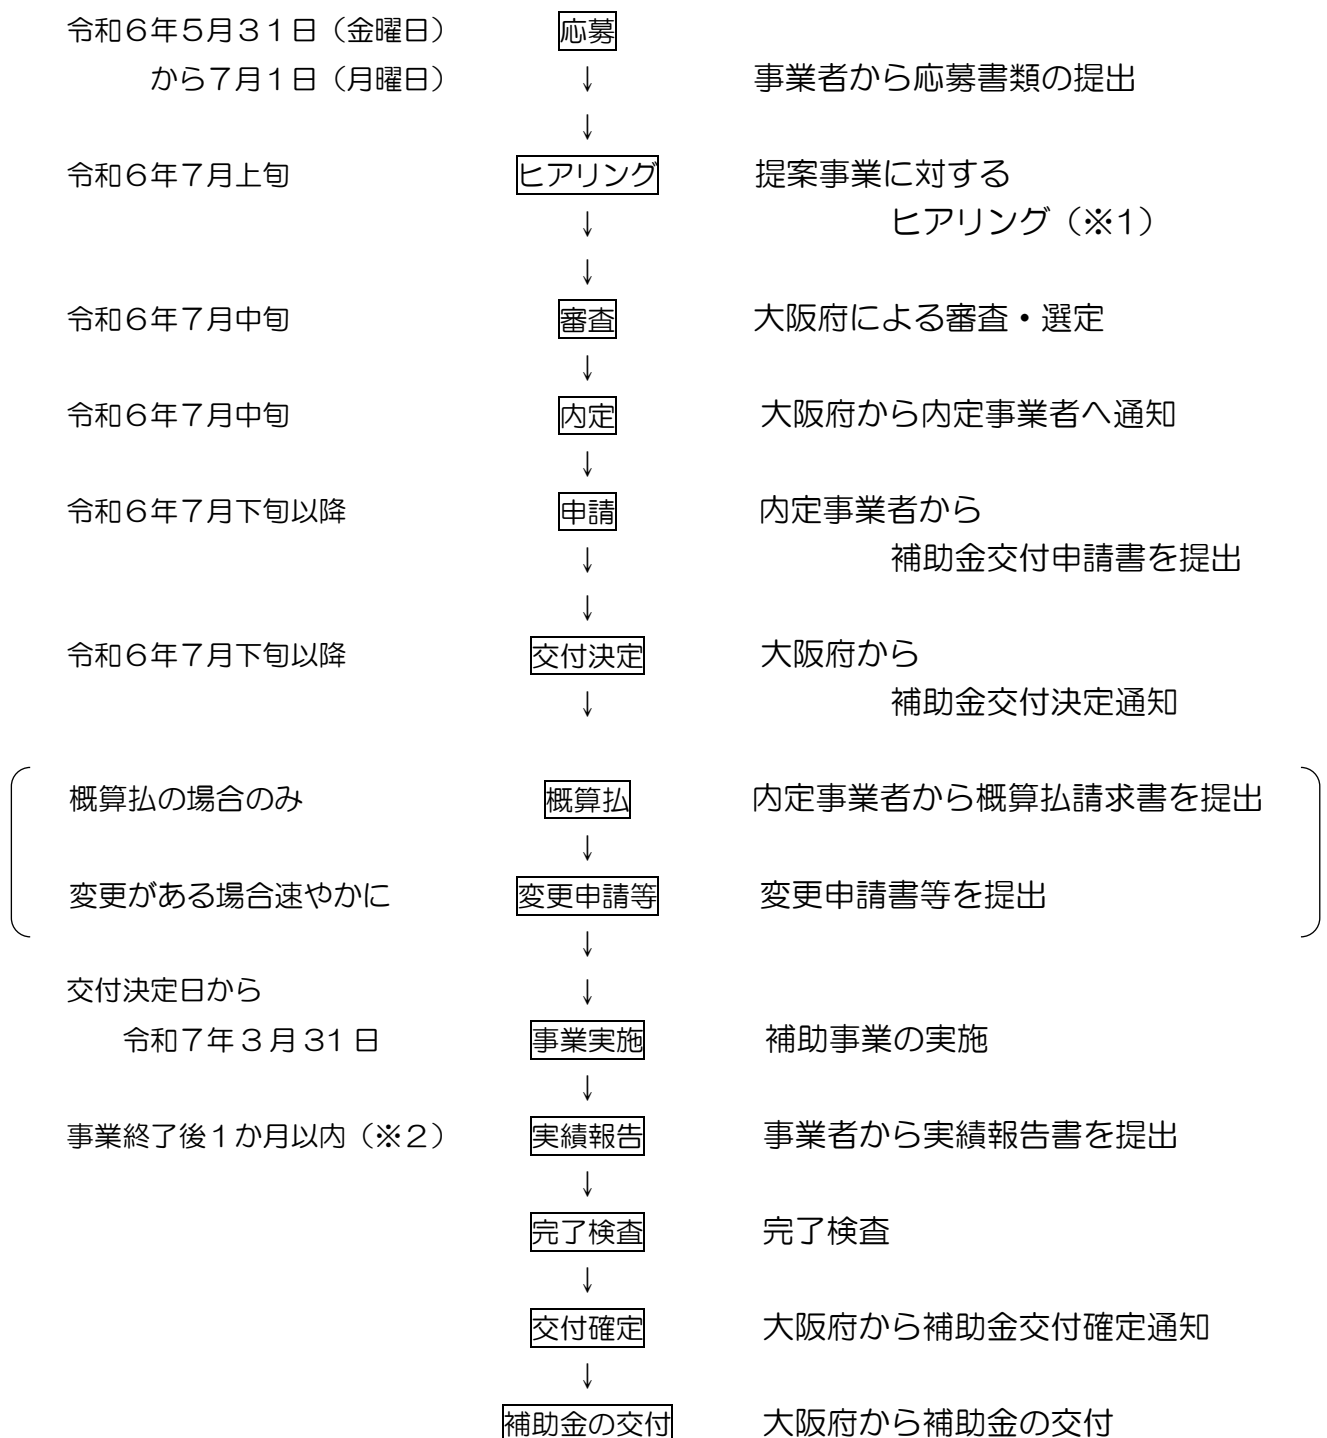 令和６年５月３１日（金曜日） 応募
から７月１日（月曜日） ↓ 事業者から応募書類の提出
↓
令和６年７月上旬 ヒアリング 提案事業に対する
↓ ヒアリング（※1）
↓
令和６年７月中旬 審査 大阪府による審査・選定
↓
令和６年７月中旬 内定 大阪府から内定事業者へ通知
↓
令和６年７月下旬以降 申請 内定事業者から
↓ 補助金交付申請書を提出
↓
令和６年７月下旬以降 交付決定 大阪府から
↓ 補助金交付決定通知
概算払の場合のみ 概算払 内定事業者から概算払請求書を提出
↓
変更がある場合速やかに 変更申請等 変更申請書等を提出
↓
交付決定日から ↓
令和７年３月31日 事業実施 補助事業の実施
↓
事業終了後１か月以内（※２） 実績報告 事業者から実績報告書を提出
↓
完了検査 完了検査
↓
交付確定 大阪府から補助金交付確定通知
↓
補助金の交付 大阪府から補助金の交付